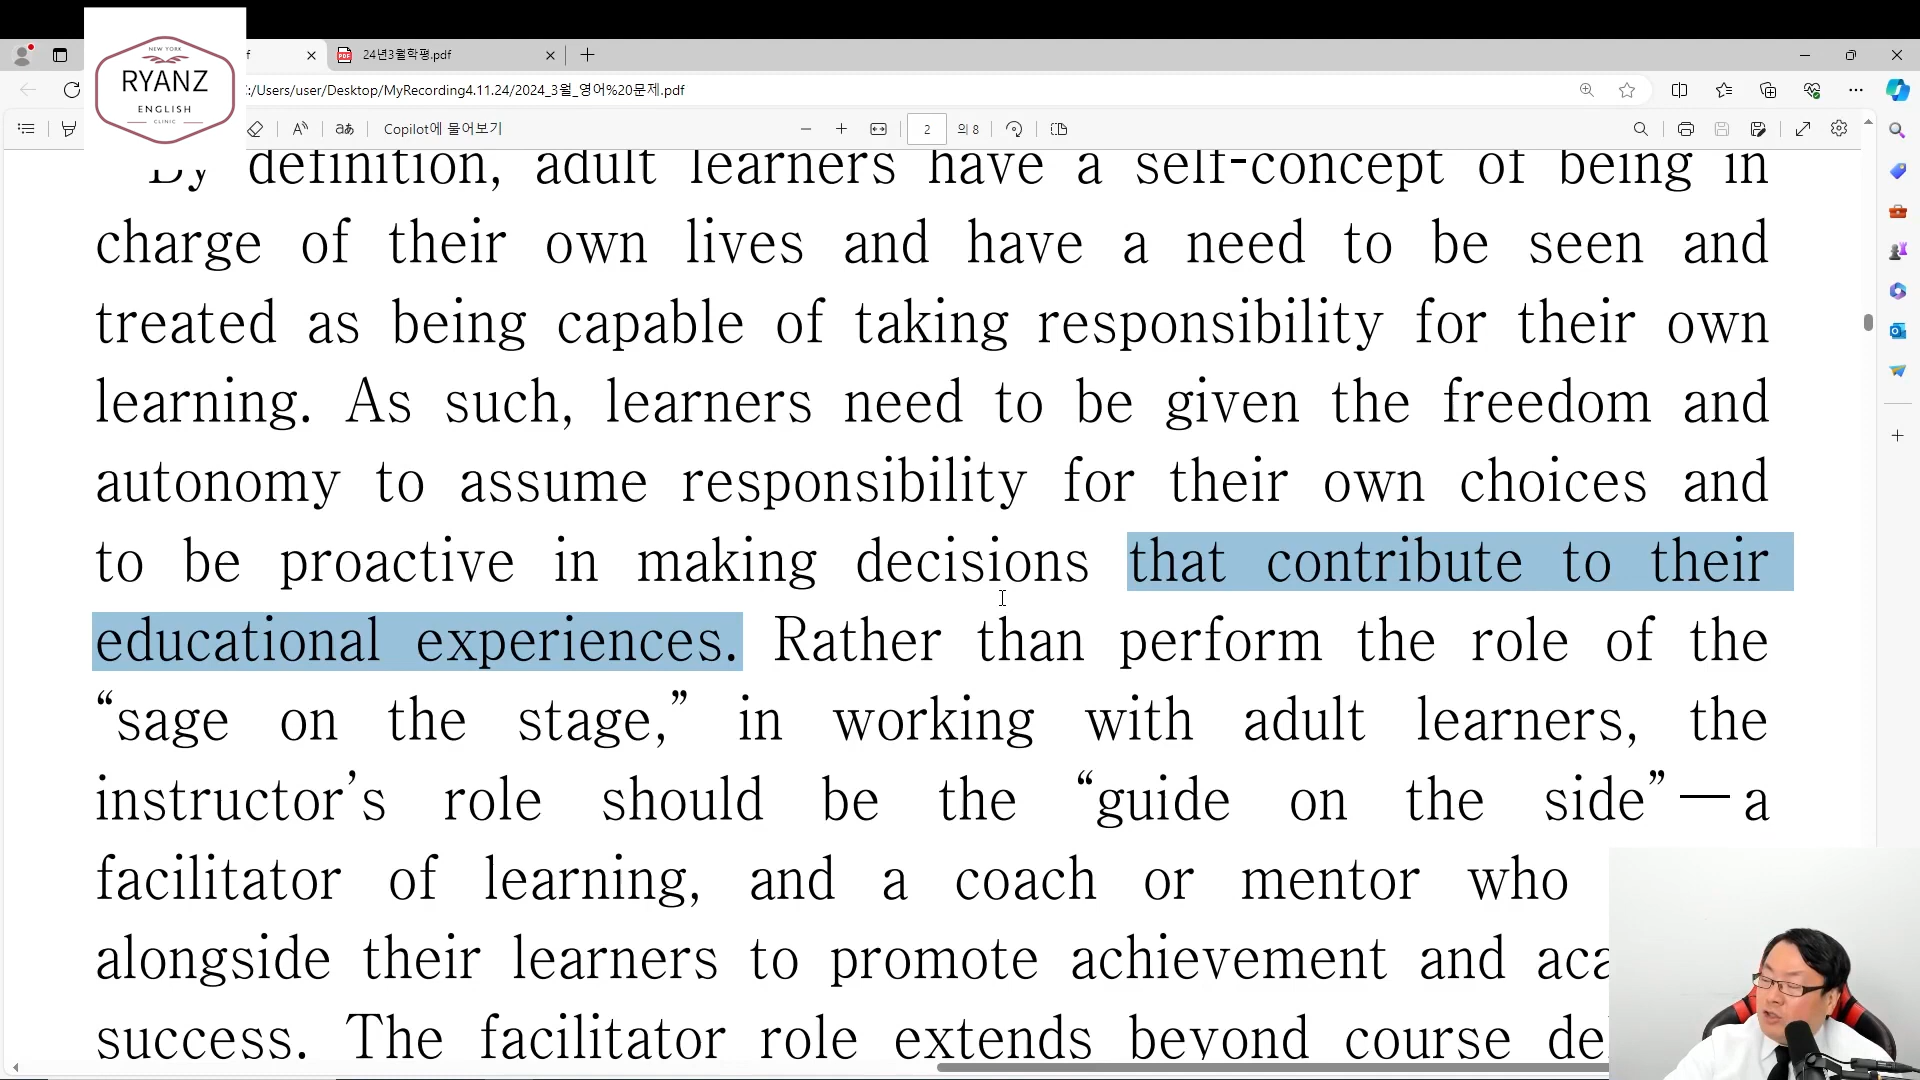 NEW YORK
RYANZ
ENGLISH
CLINIC
f
24년3월학평.pdf
:/Users/user/Desktop/MyRecording4.11.24/2024_3월_영어%20문제.pdf
Copilot에 물어보기
2
의 8
By definition, adult learners have a self-concept of being in
charge of their own lives and have a need to be seen and
treated as being capable of taking responsibility for their own
learning. As such, learners need to be given the freedom and
autonomy to assume responsibility for their own choices and
to be proactive in making decisions that contribute to their
educational experiences. Rather than perform the role of the
“sage on the stage,” in working with adult learners, the
instructor’s role should be the “guide on the side”—a
facilitator of learning, and a coach or mentor who
alongside their learners to promote achievement and aca
success. The facilitator role extends beyond course de